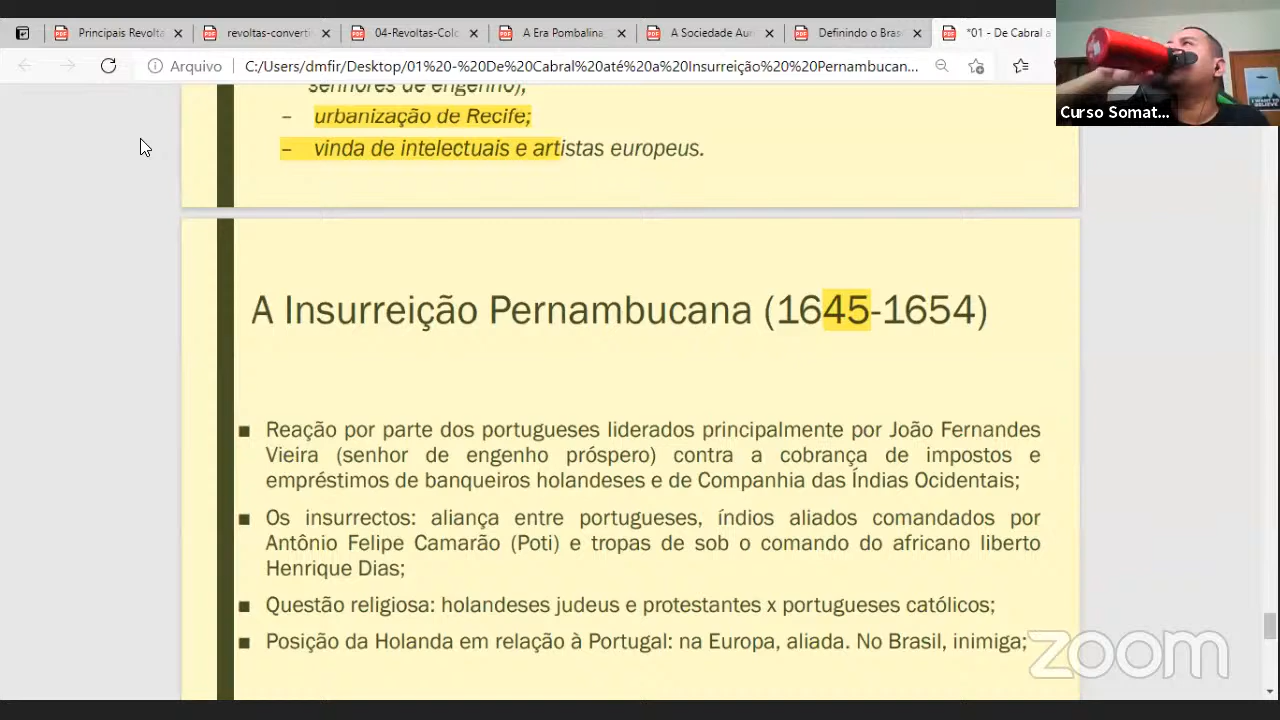 Principais Revolta
revoltas-converti
04-Revoltas-Colo
A Era Pombalina
A Sociedade Au
Definindo o Bras
*01 - De Cabral a
Arquivo
C:/Users/dmfir/Desktop/01%20-%20De%20Cabral%20até%20a%20Insurreição%20%20Pernambucan...
senhores de engenho);
– urbanização de Recife;
– vinda de intelectuais e artistas europeus.
A Insurreição Pernambucana (1645-1654)
■ Reação por parte dos portugueses liderados principalmente por João Fernandes
Vieira (senhor de engenho próspero) contra a cobrança de impostos e
empréstimos de banqueiros holandeses e de Companhia das Índias Ocidentais;
■ Os insurrectos: aliança entre portugueses, índios aliados comandados por
Antônio Felipe Camarão (Poti) e tropas de sob o comando do africano liberto
Henrique Dias;
■ Questão religiosa: holandeses judeus e protestantes x portugueses católicos;
■ Posição da Holanda em relação à Portugal: na Europa, aliada. No Brasil, inimiga;
Curso Somat...
I WANT TO
BELIEVE
zoom